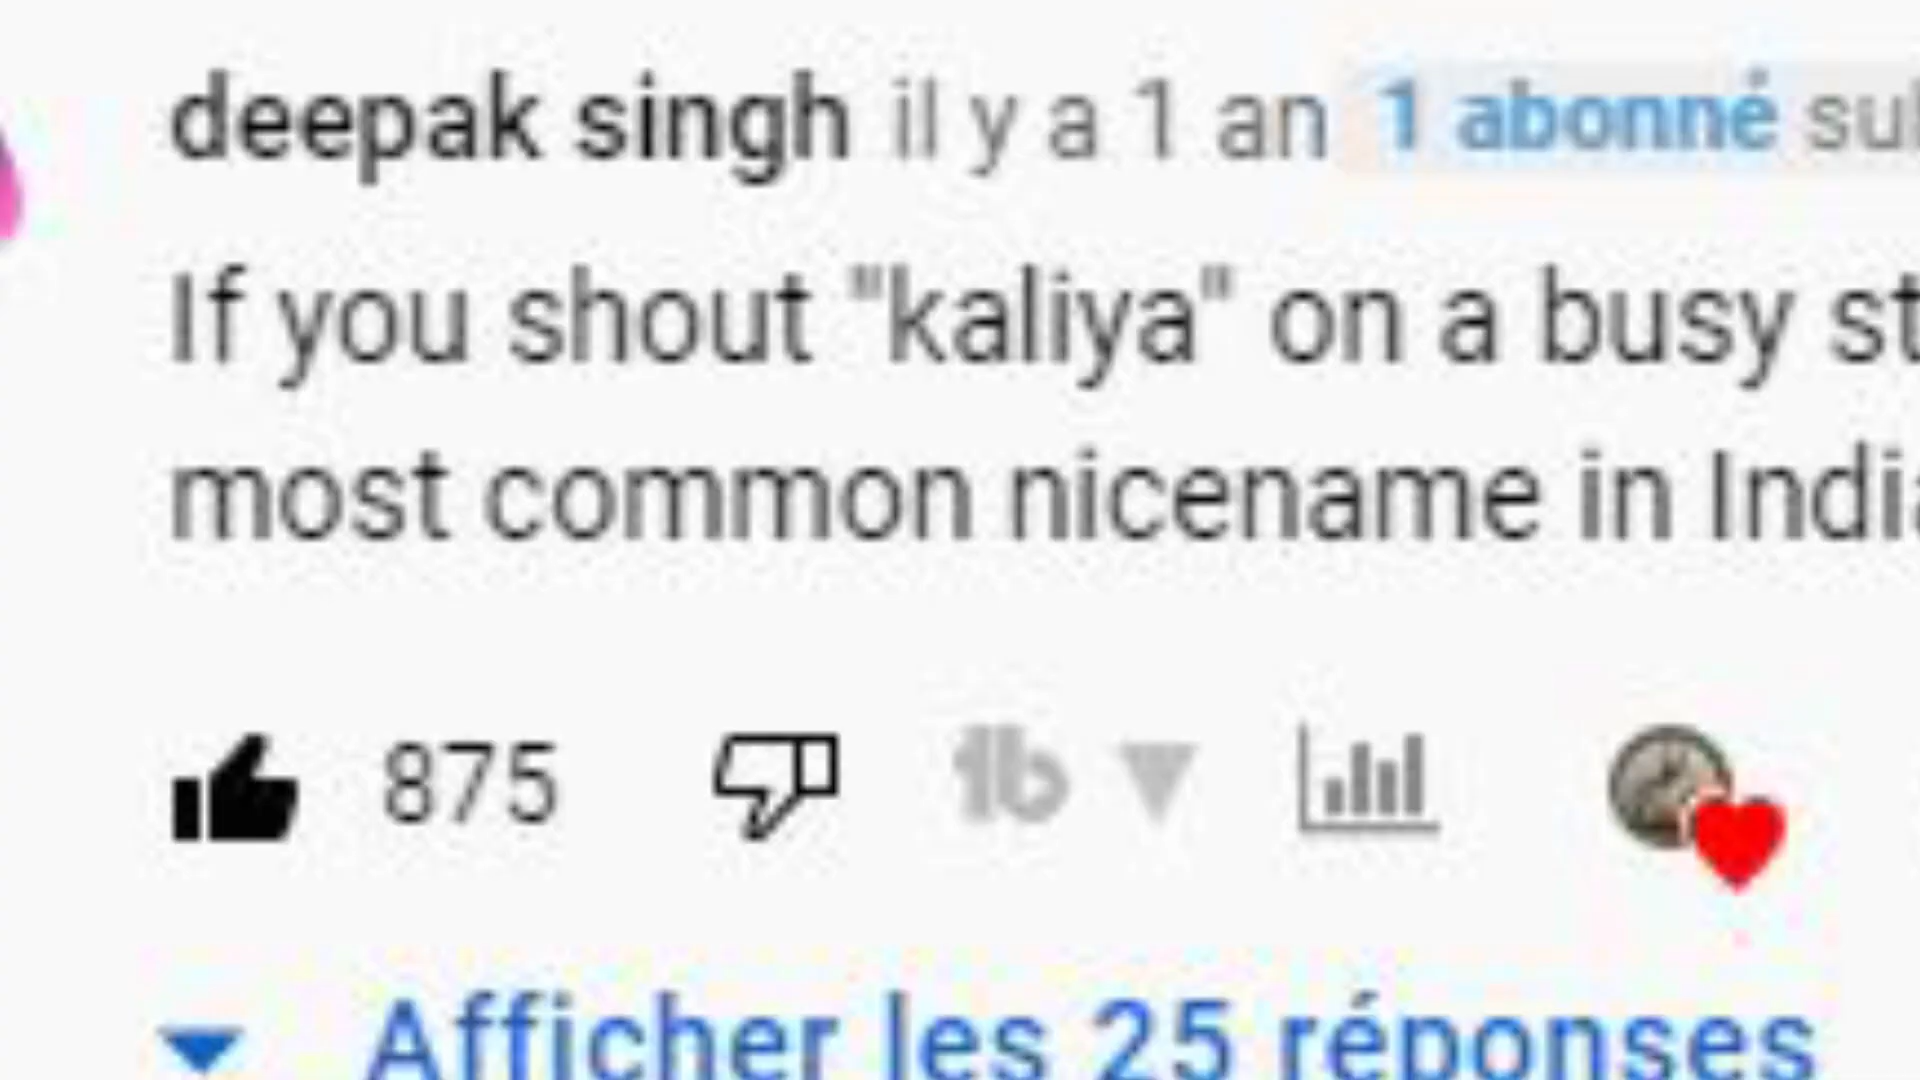 deepak singh il y a 1 an 1 abonné
If you shout "kaliya" on a busy
most common nicename in
875
Afficher les 25 réponses